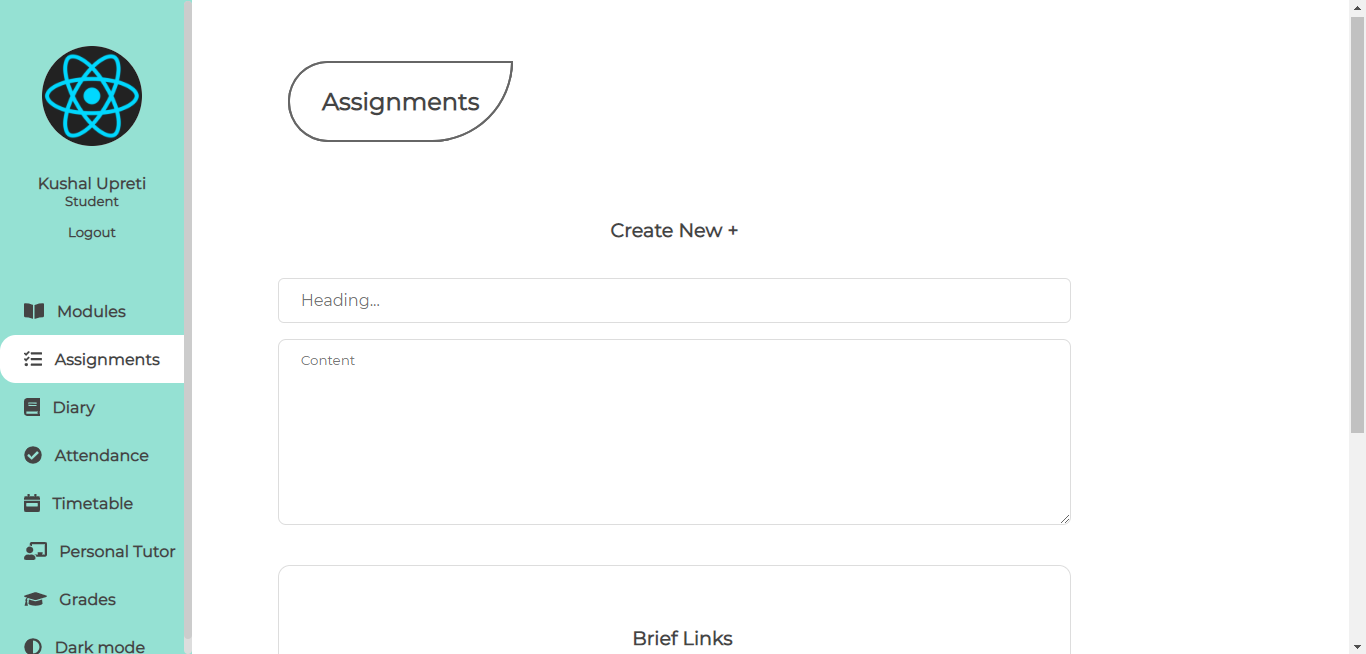 Kushal Upreti
Student
Logout
Modules
Assignments
Diary
Attendance
Timetable
Personal Tutor
Grades
Dark mode
Assignments
Create New +
Heading...
Content
Brief Links